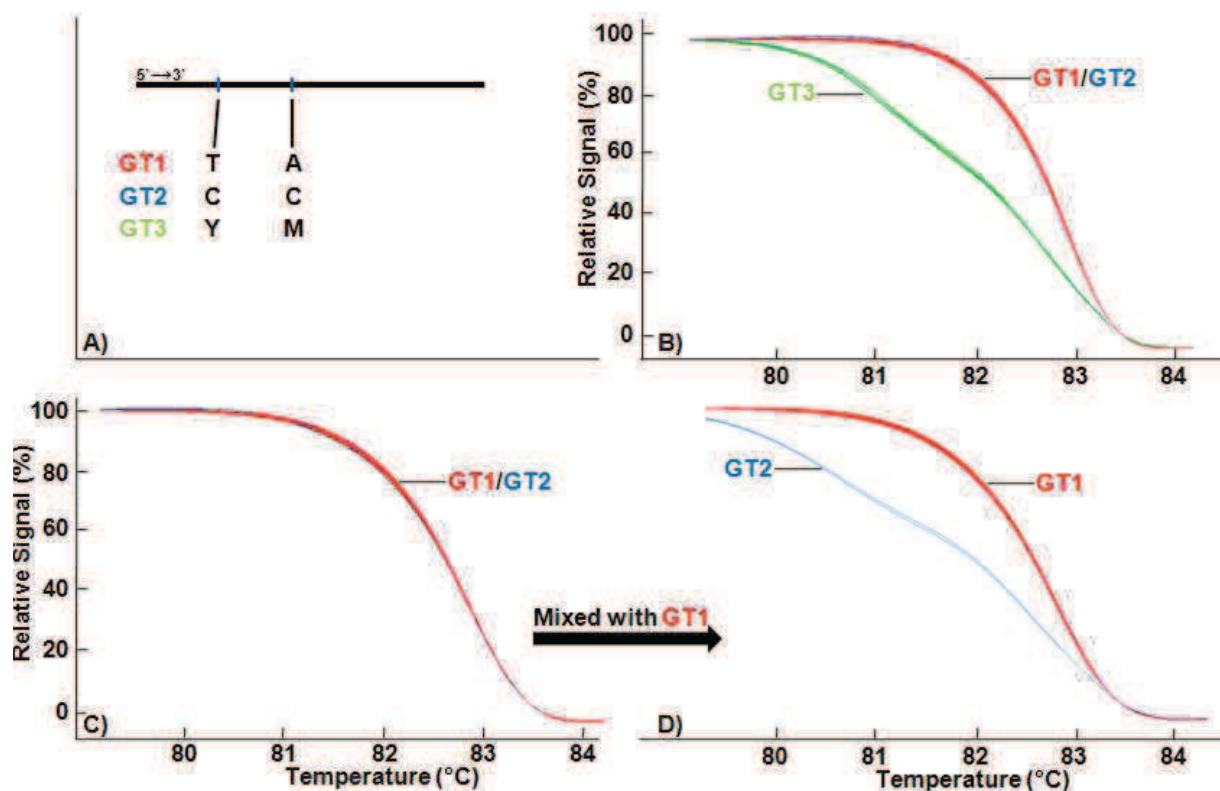 5'→3'
GT1 T A
GT2 C C
GT3 Y M
A)
Relative Signal (%)
100
80
60
40
20
0
GT1/GT2
GT3
B)
80 81 82 83 84
Relative Signal (%)
100
80
60
40
20
0
GT1/GT2
C)
80 81 82 83 84
Temperature (°C)
Mixed with GT1
GT2
GT1
D)
80 81 82 83 84
Temperature (°C)